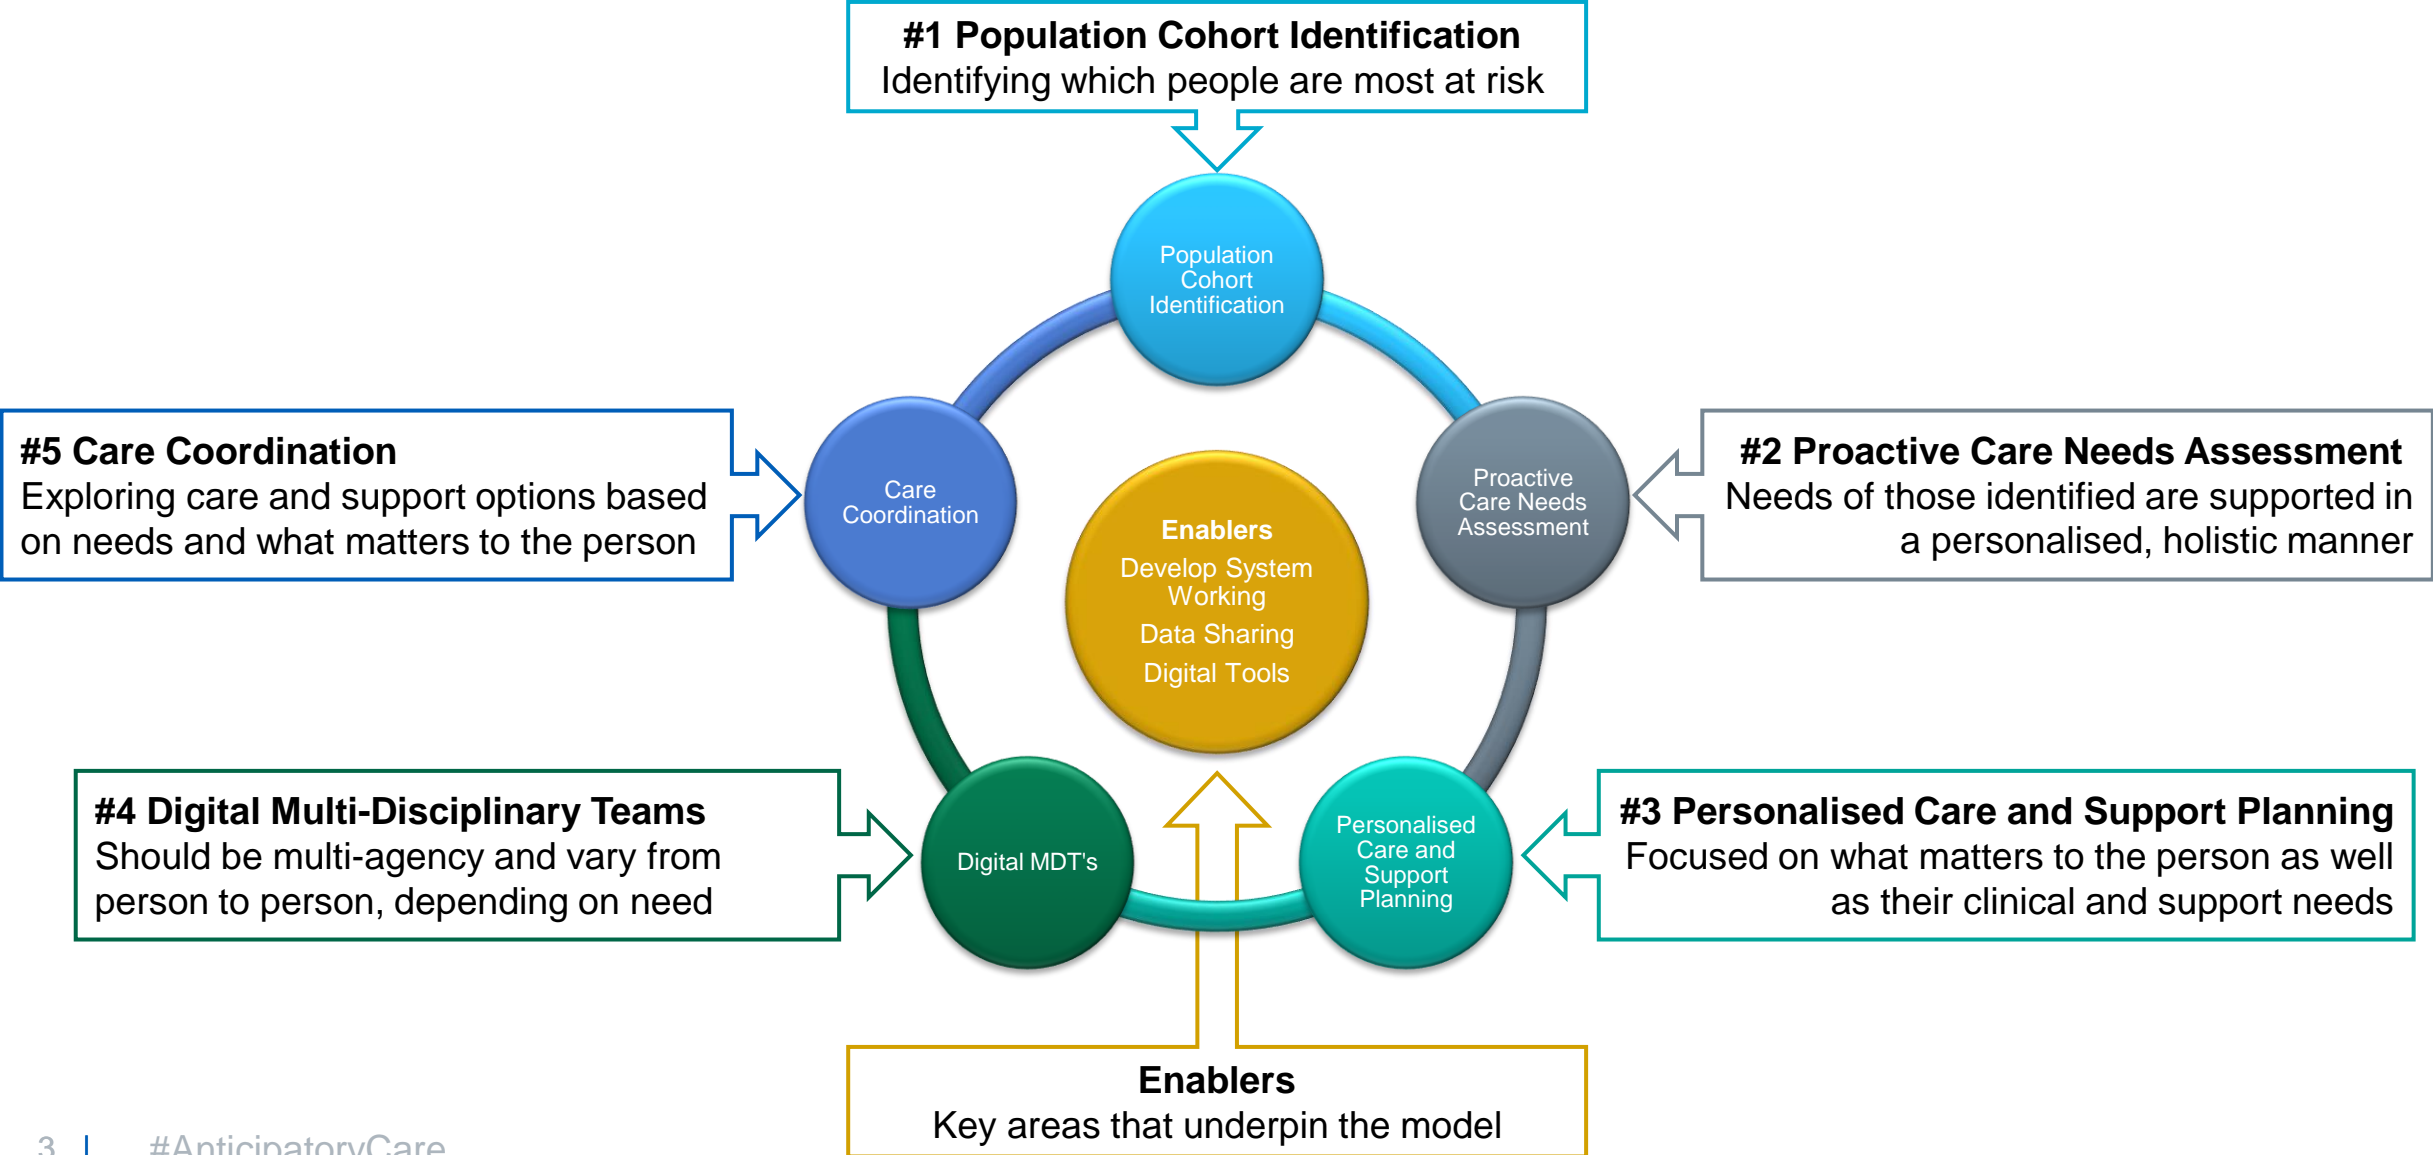 #1 Population Cohort Identification
Identifying which people are most at risk
Population
Cohort
Identification
#5 Care Coordination
Exploring care and support options based
on needs and what matters to the person
Care
Coordination
Enablers
Develop System
Working
Data Sharing
Digital Tools
Proactive
Care Needs
Assessment
#2 Proactive Care Needs Assessment
Needs of those identified are supported in
a personalised, holistic manner
#4 Digital Multi-Disciplinary Teams
Should be multi-agency and vary from
person to person, depending on need
Digital MDT's
Personalised
Care and
Support
Planning
#3 Personalised Care and Support Planning
Focused on what matters to the person as well
as their clinical and support needs
Enablers
Key areas that underpin the model
3 | #AnticipatoryCare